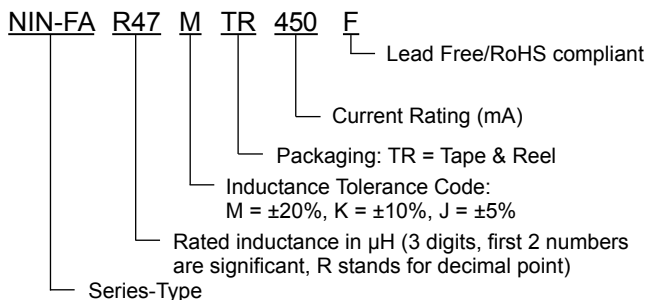 NIN-FA R47 M TR 450 F
Lead Free/RoHS compliant
Current Rating (mA)
Packaging: TR = Tape & Reel
Inductance Tolerance Code:
M = ±20%, K = ±10%, J = ±5%
Rated inductance in µH (3 digits, first 2 numbers
are significant, R stands for decimal point)
Series-Type